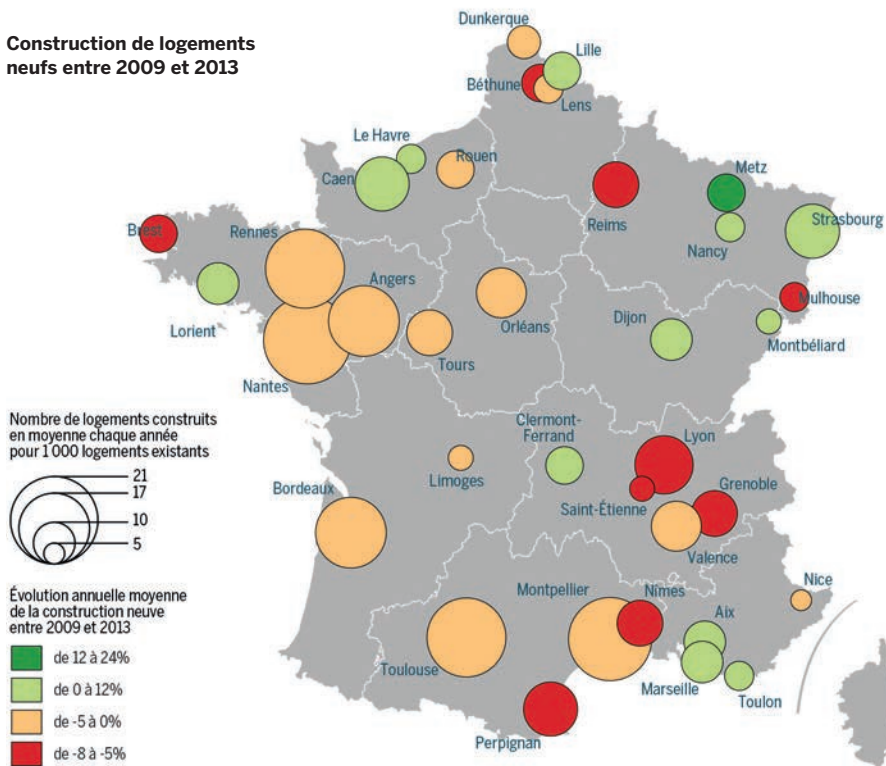 Construction de logements
neufs entre 2009 et 2013
Dunkerque
Lille
Béthune
Lens
Le Havre
Rouen
Caen
Metz
Reims
Nancy
Strasbourg
Brest
Rennes
Angers
Lorient
Orléans
Dijon
Mulhouse
Montbéliard
Tours
Nantes
Clermont-
Ferrand
Lyon
Limoges
Saint-Étienne
Grenoble
Valence
Bordeaux
Montpellier
Nîmes
Aix
Nice
Toulouse
Marseille
Toulon
Perpignan
Nombre de logements construits
en moyenne chaque année
pour 1 000 logements existants
21
17
10
5
Évolution annuelle moyenne
de la construction neuve
entre 2009 et 2013
de 12 à 24%
de 0 à 12%
de -5 à 0%
de -8 à -5%